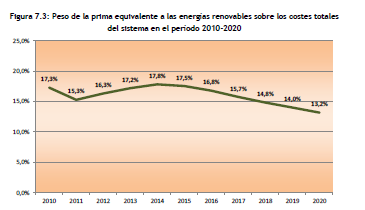 Figura 7.3: Peso de la prima equivalente a las energías renovables sobre los costes totales
del sistema en el período 2010-2020
25,0%
20,0%
15,0%
10,0%
5,0%
0,0%
17,3% 15,3% 16,3% 17,2% 17,8% 17,5% 16,8% 15,7% 14,8% 14,0% 13,2%
2010 2011 2012 2013 2014 2015 2016 2017 2018 2019 2020